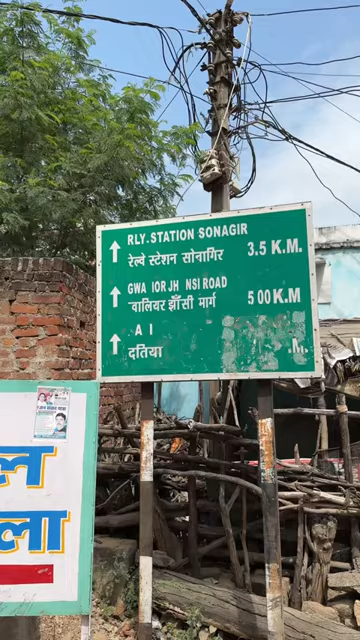 RLY. STATION SONAGIR
रेल्वे स्टेशन सोनागिर 3.5 K.M.
GWA IOR JH NSI ROAD
वालियर झाँसी मार्ग 5 00 K.M
A I
दतिया M.
ल
ला